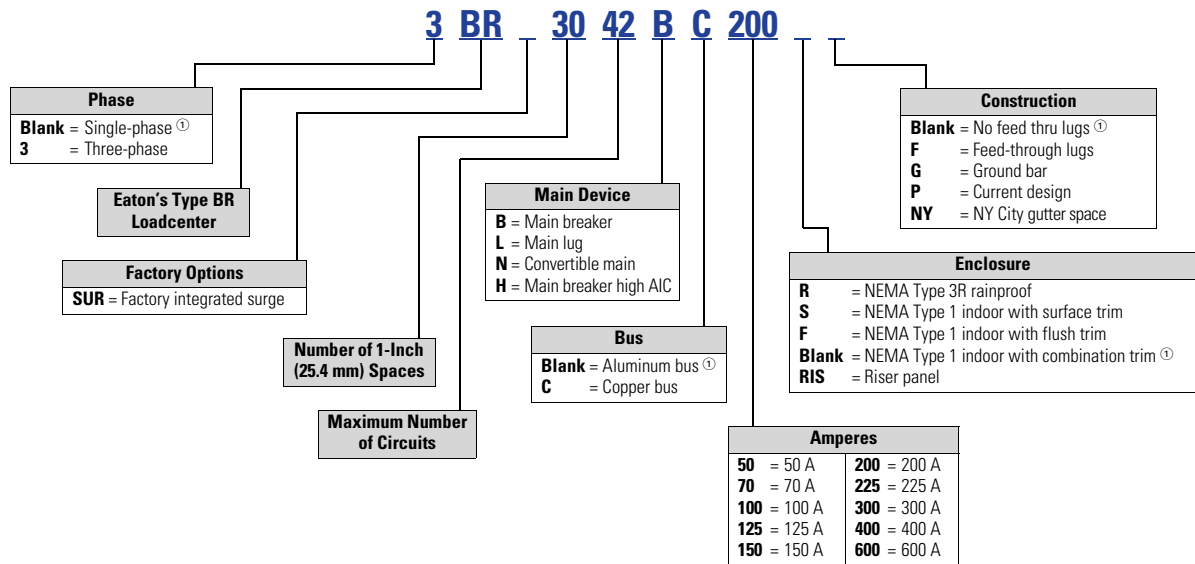 3 BR _ 30 42 B C 200 _ _
Phase
Blank = Single-phase ①
3 = Three-phase
Eaton's Type BR
Loadcenter
Factory Options
SUR = Factory integrated surge
Number of 1-Inch
(25.4 mm) Spaces
Maximum Number
of Circuits
Main Device
B = Main breaker
L = Main lug
N = Convertible main
H = Main breaker high AIC
Bus
Blank = Aluminum bus ①
C = Copper bus
Amperes
50 = 50 A
70 = 70 A
100 = 100 A
125 = 125 A
150 = 150 A
200 = 200 A
225 = 225 A
300 = 300 A
400 = 400 A
600 = 600 A
Construction
Blank = No feed thru lugs ①
F = Feed-through lugs
G = Ground bar
P = Current design
NY = NY City gutter space
Enclosure
R = NEMA Type 3R rainproof
S = NEMA Type 1 indoor with surface trim
F = NEMA Type 1 indoor with flush trim
Blank = NEMA Type 1 indoor with combination trim ①
RIS = Riser panel